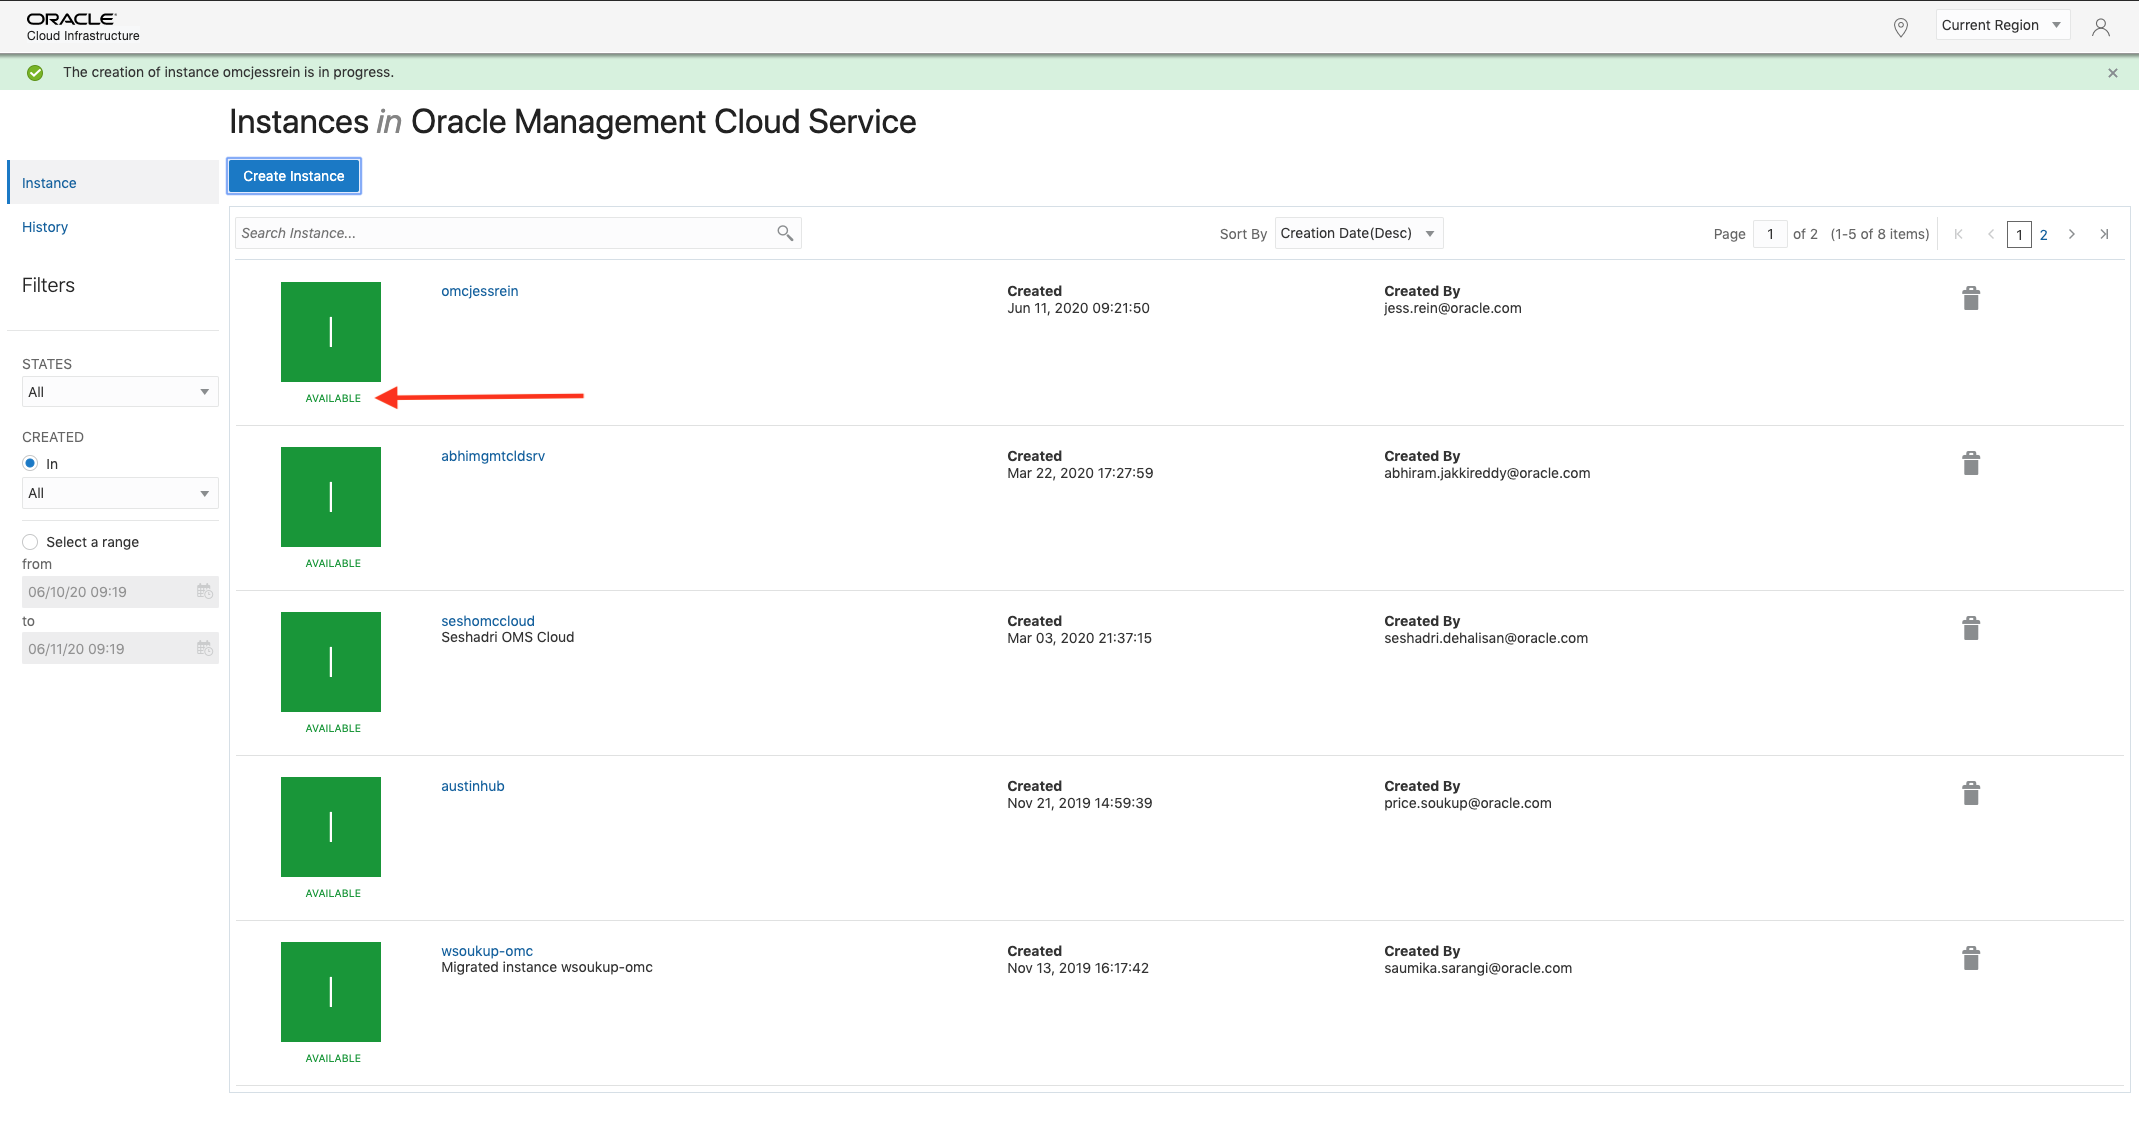 ORACLE
Cloud Infrastructure
Current Region
The creation of instance omcjessrein is in progress.
Instances in Oracle Management Cloud Service
Instance
History
Filters
STATES
All
CREATED
In
All
Select a range
from
06/10/20 09:19
to
06/11/20 09:19
Create Instance
Search Instance...
Sort By Creation Date(Desc)
Page 1 of 2 (1-5 of 8 items) 1 2
I
AVAILABLE
omcjessrein
Created
Jun 11, 2020 09:21:50
Created By
jess.rein@oracle.com
I
AVAILABLE
abhimgmtcldsrv
Created
Mar 22, 2020 17:27:59
Created By
abhiram.jakkireddy@oracle.com
I
AVAILABLE
seshomccloud
Seshadri OMS Cloud
Created
Mar 03, 2020 21:37:15
Created By
seshadri.dehalisan@oracle.com
I
AVAILABLE
austinhub
Created
Nov 21, 2019 14:59:39
Created By
price.soukup@oracle.com
I
AVAILABLE
wsoukup-omc
Migrated instance wsoukup-omc
Created
Nov 13, 2019 16:17:42
Created By
saumika.sarangi@oracle.com